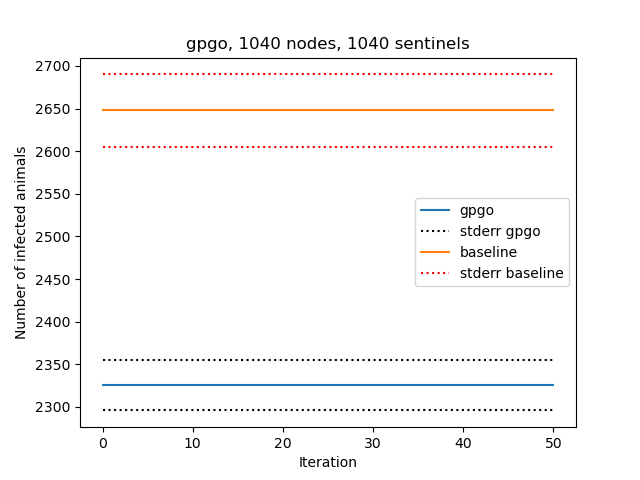 gpgo, 1040 nodes, 1040 sentinels
2700
2650
2600
2550
2500
2450
2400
2350
2300
Number of infected animals
gpgo
stderr gpgo
baseline
stderr baseline
0 10 20 30 40 50
Iteration